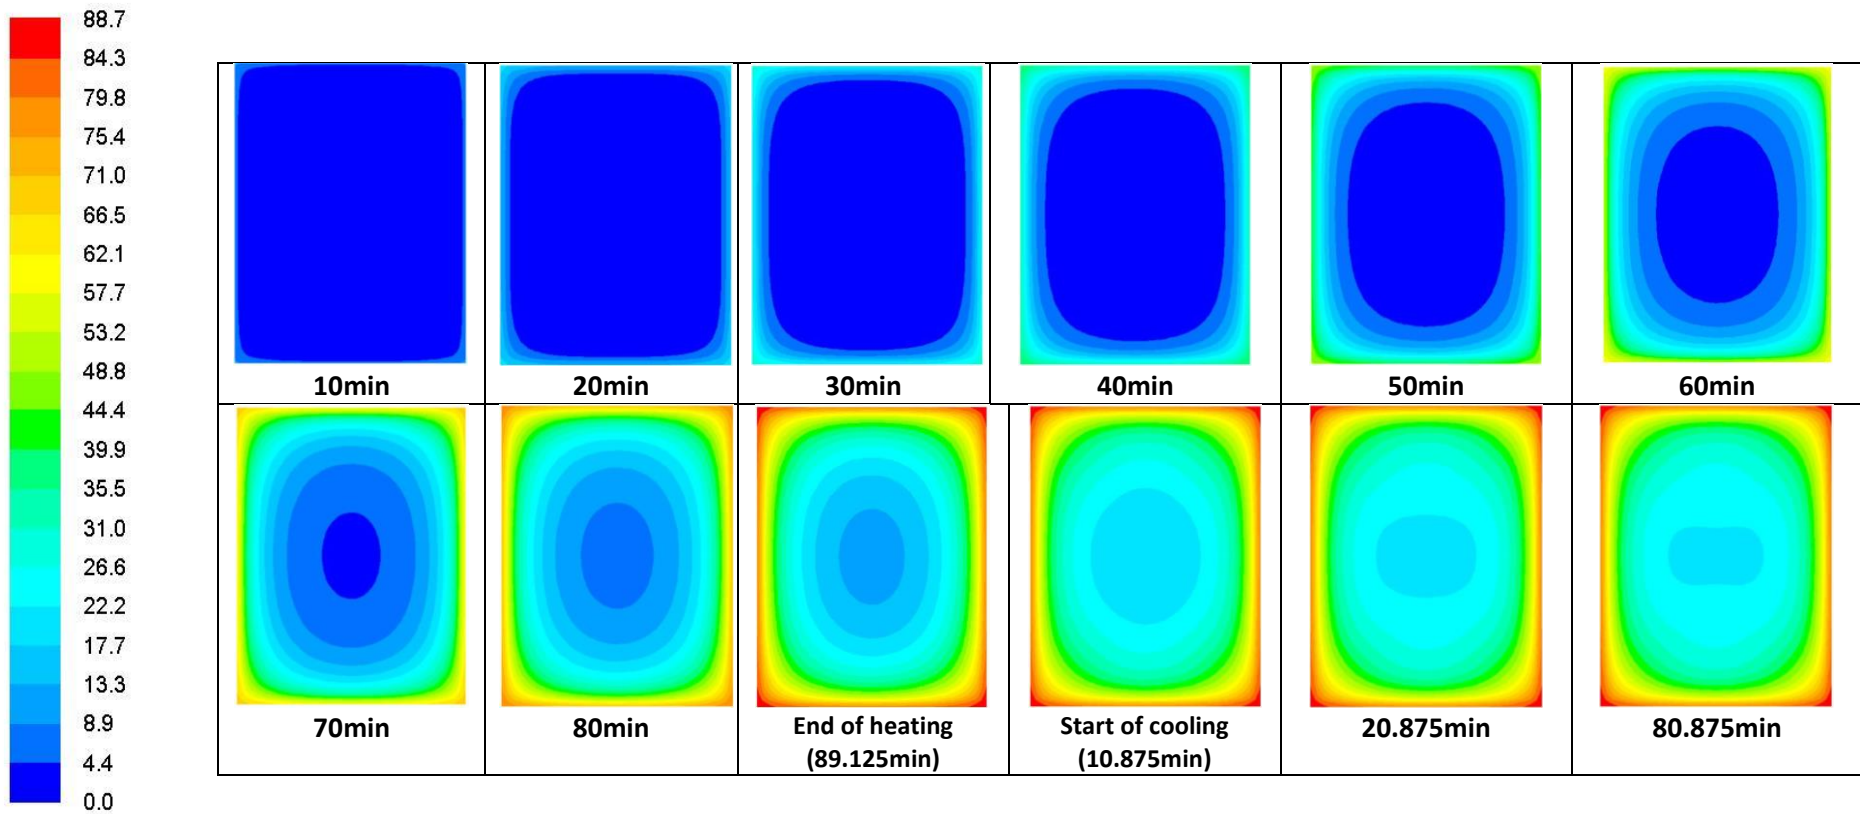 88.7
84.3
79.8
75.4
71.0
66.5
62.1
57.7
53.2
48.8
44.4
39.9
35.5
31.0
26.6
22.2
17.7
13.3
8.9
4.4
0.0
10min
20min
30min
40min
50min
60min
70min
80min
End of heating
(89.125min)
Start of cooling
(10.875min)
20.875min
80.875min